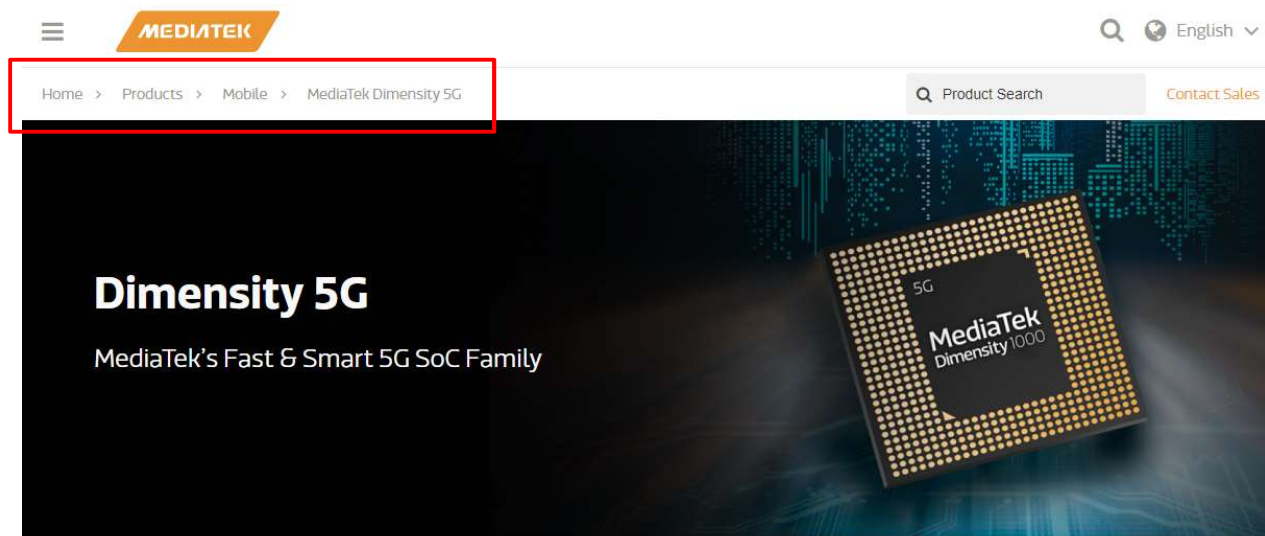 MEDIATEK
English
Home > Products > Mobile > MediaTek Dimensity 5G
Product Search
Contact Sales
Dimensity 5G
MediaTek's Fast & Smart 5G SoC Family
5G
MediaTek
Dimensity 1000